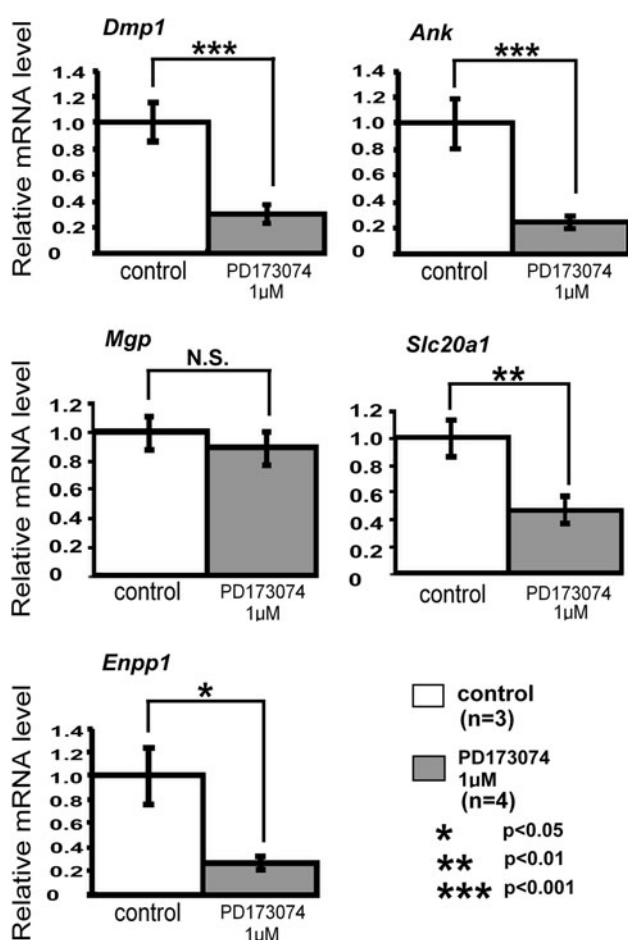 Dmp1
***
Relative mRNA level
1.4
1.2
1.0
0.8
0.6
0.4
0.2
0
control
PD173074
1µM
Ank
***
1.4
1.2
1.0
0.8
0.6
0.4
0.2
0
control
PD173074
1µM
Mgp
N.S.
Relative mRNA level
1.2
1.0
0.8
0.6
0.4
0.2
0
control
PD173074
1µM
Slc20a1
**
1.2
1.0
0.8
0.6
0.4
0.2
0
control
PD173074
1µM
Enpp1
*
Relative mRNA level
1.4
1.2
1.0
0.8
0.6
0.4
0.2
0
control
PD173074
1µM
control
(n=3)
PD173074
1µM
(n=4)
* p<0.05
** p<0.01
*** p<0.001